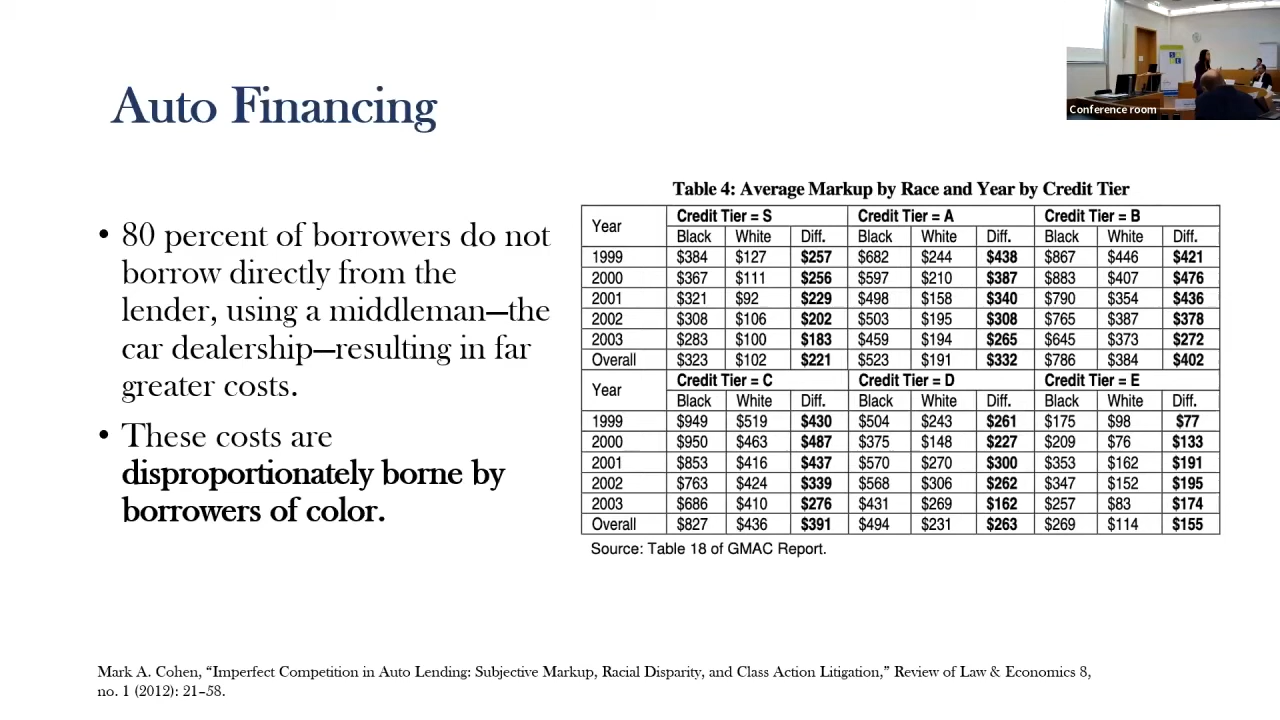 Conference room
Auto Financing
• 80 percent of borrowers do not
borrow directly from the
lender, using a middleman—the
car dealership—resulting in far
greater costs.
• These costs are
disproportionately borne by
borrowers of color.
Table 4: Average Markup by Race and Year by Credit Tier
Year Credit Tier = S Credit Tier = A Credit Tier = B
Black White Diff. Black White Diff. Black White Diff.
1999 $384 $127 $257 $682 $244 $438 $867 $446 $421
2000 $367 $111 $256 $597 $210 $387 $883 $407 $476
2001 $321 $92 $229 $498 $158 $340 $790 $354 $436
2002 $308 $106 $202 $503 $195 $308 $765 $387 $378
2003 $283 $100 $183 $459 $194 $265 $645 $373 $272
Overall $323 $102 $221 $523 $191 $332 $786 $384 $402
Year Credit Tier = C Credit Tier = D Credit Tier = E
Black White Diff. Black White Diff. Black White Diff.
1999 $949 $519 $430 $504 $243 $261 $175 $98 $77
2000 $950 $463 $487 $375 $148 $227 $209 $76 $133
2001 $853 $416 $437 $570 $270 $300 $353 $162 $191
2002 $763 $424 $339 $568 $306 $262 $347 $152 $195
2003 $686 $410 $276 $431 $269 $162 $257 $83 $174
Overall $827 $436 $391 $494 $231 $263 $269 $114 $155
Source: Table 18 of GMAC Report.
Mark A. Cohen, “Imperfect Competition in Auto Lending: Subjective Markup, Racial Disparity, and Class Action Litigation,” Review of Law & Economics 8,
no. 1 (2012): 21–58.